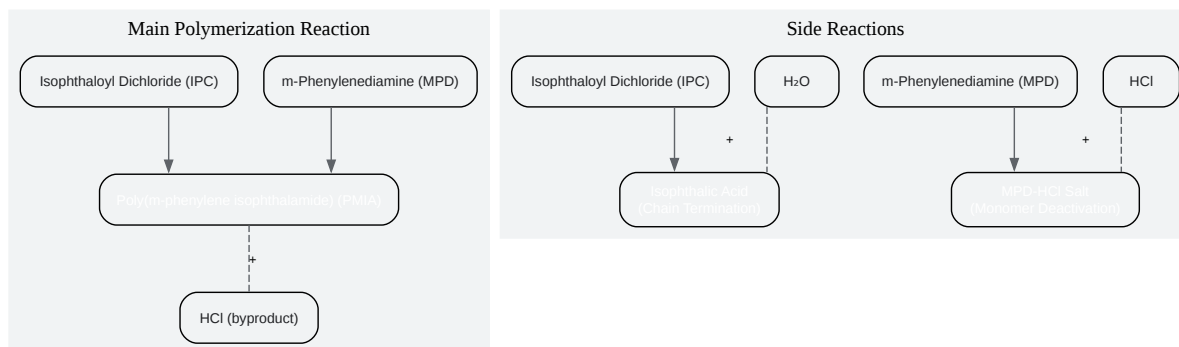 Main Polymerization Reaction
Isophthaloyl Dichloride (IPC)
m-Phenylenediamine (MPD)
Poly(m-phenylene isophthalamide) (PMIA)
+
HCl (byproduct)
Side Reactions
Isophthaloyl Dichloride (IPC)
H₂O
m-Phenylenediamine (MPD)
HCl
+
+
Isophthalic Acid
(Chain Termination)
MPD-HCl Salt
(Monomer Deactivation)